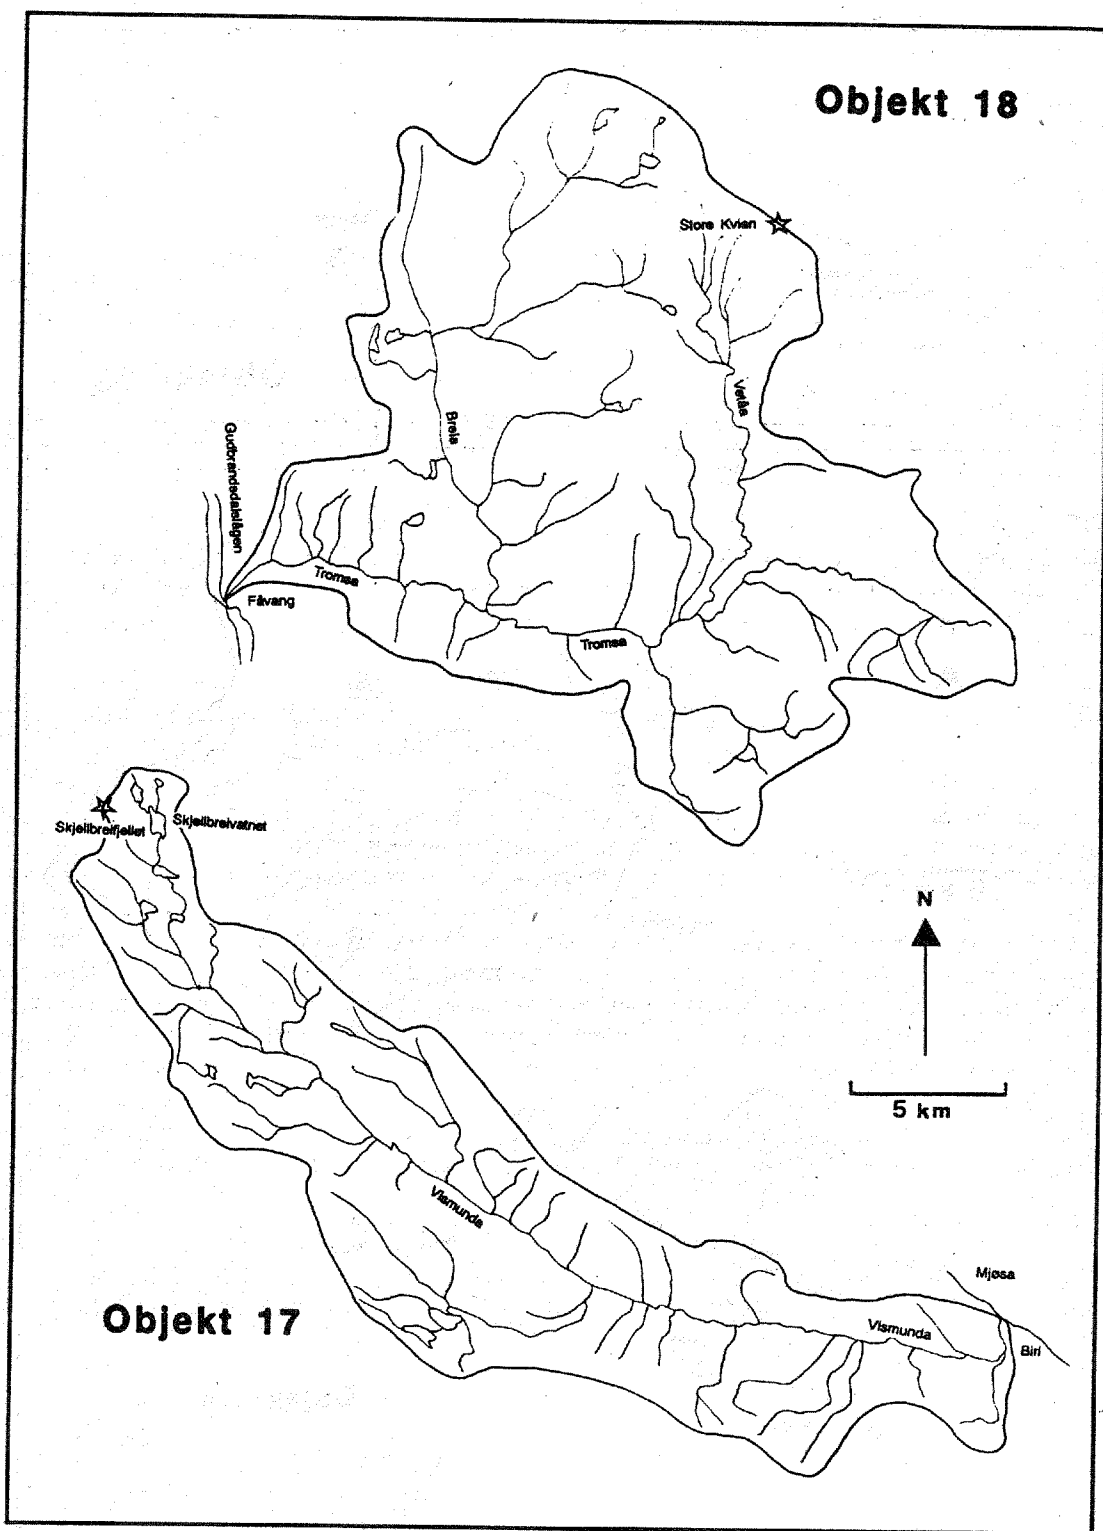 Objekt 18
Store Kvien
Vetåa
Breia
Gudbrandsdalslågen
Tromsa
Fåvang
Tromsa
Skjellbreifjellet
Skjellbreivatnet
N
5 km
Vismunda
Mjøsa
Objekt 17
Vismunda
Biri